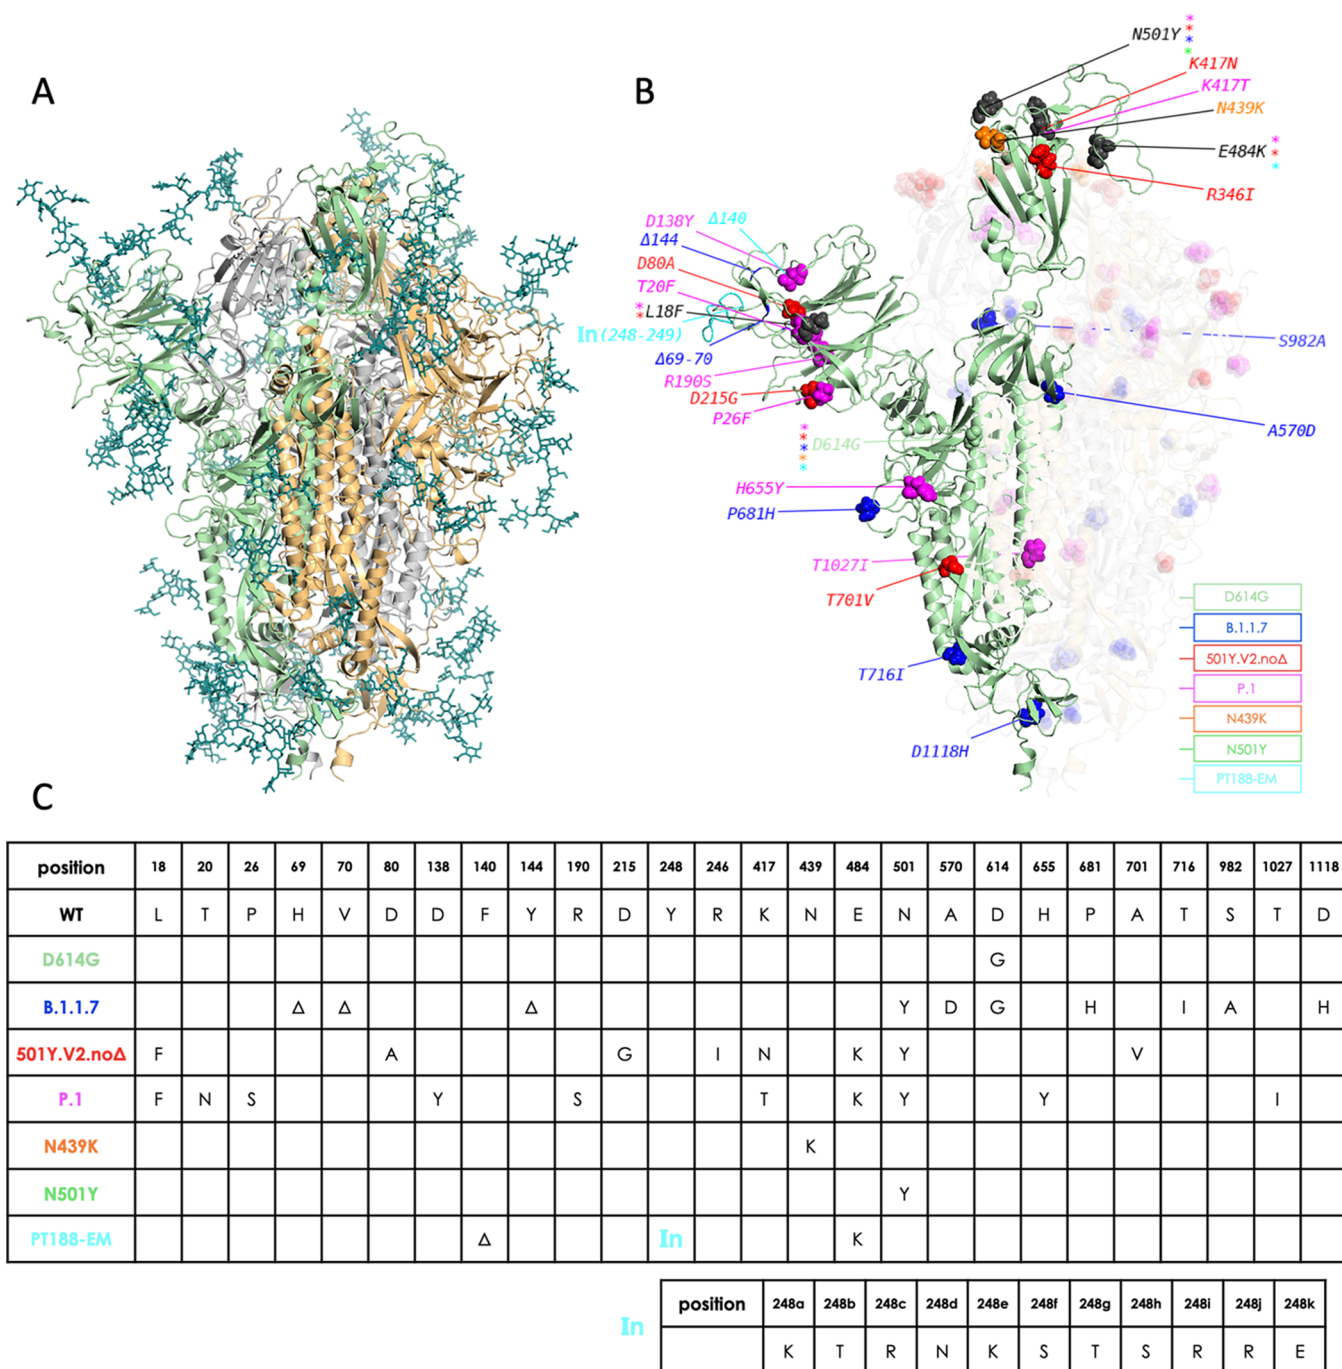 A
B
N501Y
*
*
*
*
K417N
K417T
N439K
E484K
*
*
*
R346I
D138Y Δ140
Δ144
D80A
T20F
*
*
L18F
In(248-249)
Δ69-70
R190S
D215G
P26F
*
*
*
*
*
D614G
S982A
A570D
H655Y
P681H
T1027I
T701V
T716I
D1118H
D614G
B.1.1.7
501Y.V2.noΔ
P.1
N439K
N501Y
PT188-EM
C
position 18 20 26 69 70 80 138 140 144 190 215 248 246 417 439 484 501 570 614 655 681 701 716 982 1027 1118
WT L T P H V D D F Y R D Y R K N E N A D H P A T S T D
D614G G
B.1.1.7 Δ Δ Δ Y D G H I A H
501Y.V2.noΔ F A G I N K Y V
P.1 F N S Y S T K Y Y I
N439K K
N501Y Y
PT188-EM Δ In K
In
position 248a 248b 248c 248d 248e 248f 248g 248h 248i 248j 248k
K T R N K S T S R R E